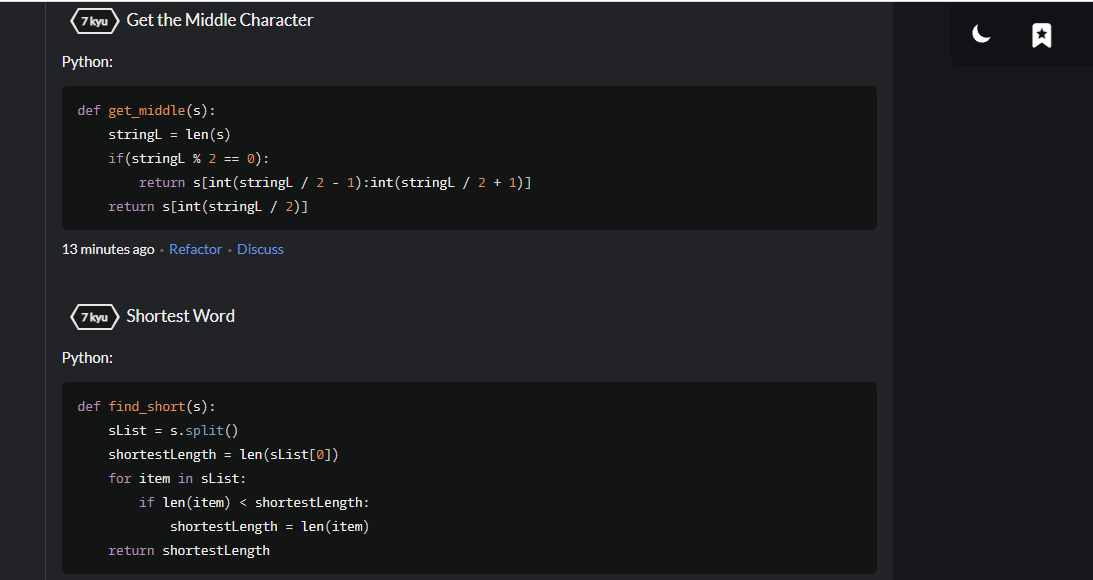 7 kyu Get the Middle Character
Python:
def get_middle(s):
    stringL = len(s)
    if(stringL % 2 == 0):
        return s[int(stringL / 2 - 1):int(stringL / 2 + 1)]
    return s[int(stringL / 2)]
13 minutes ago • Refactor • Discuss
7 kyu Shortest Word
Python:
def find_short(s):
    sList = s.split()
    shortestLength = len(sList[0])
    for item in sList:
        if len(item) < shortestLength:
            shortestLength = len(item)
    return shortestLength